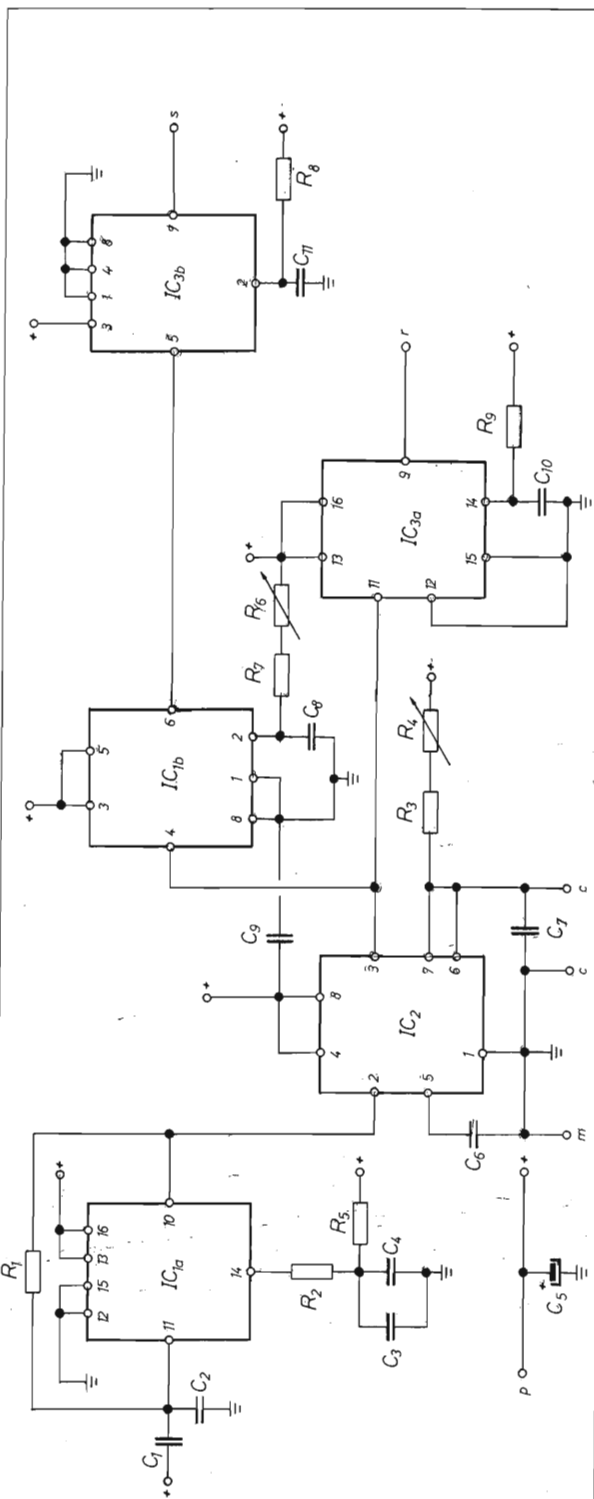 R1
C1
C2
+
11
12
15
13
16
+
IC1a
10
14
R2
R5
+
C3
C4
p
+
+
C5
m
C6
+
4
8
2
5
IC2
1
3
7
6
C7
c
c
R3
R4
+
C9
+
3
5
4
IC1b
6
8
1
2
C8
R7
R6
+
13
16
11
12
IC3a
9
r
15
14
C10
R9
+
+
3
1
4
8
5
IC3b
9
s
2
C11
R8
+